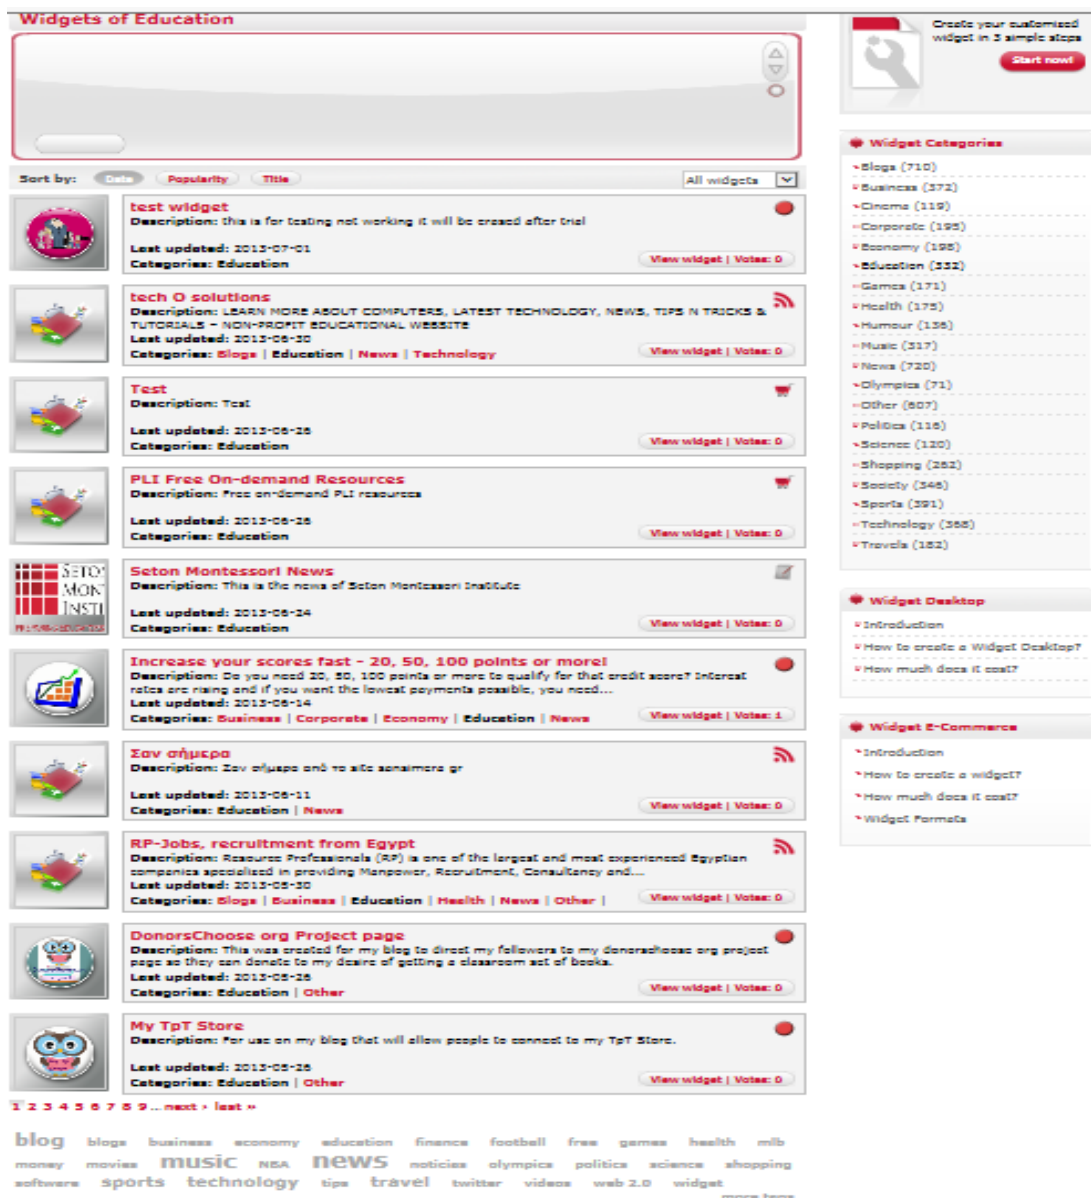 Widgets of Education
Sort by: Date Popularity Title All widgets
test widget
Description: this is for testing not working it will be erased after trial
Last updated: 2013-07-01
Categories: Education
View widget | Votes: 0
tech O solutions
Description: LEARN MORE ABOUT COMPUTERS, LATEST TECHNOLOGY, NEWS, TIPS N TRICKS &
TUTORIALS - NON-PROFIT EDUCATIONAL WEBSITE
Last updated: 2013-06-30
Categories: Blogs | Education | News | Technology
View widget | Votes: 0
Test
Description: Test
Last updated: 2013-06-26
Categories: Education
View widget | Votes: 0
PLI Free On-demand Resources
Description: Free on-demand PLI resources
Last updated: 2013-06-26
Categories: Education
View widget | Votes: 0
SETO
MON
INSTI
Seton Montessori News
Description: This is the news of Seton Montessori Institute
Last updated: 2013-06-24
Categories: Education
View widget | Votes: 0
Increase your scores fast - 20, 50, 100 points or more!
Description: Do you need 20, 50, 100 points or more to qualify for that credit score? Interest
rates are rising and if you want the lowest payments possible, you need...
Last updated: 2013-06-14
Categories: Business | Corporate | Economy | Education | News
View widget | Votes: 1
Σαν σήμερα
Description: Σαν σήμερα από το site sansimera gr
Last updated: 2013-06-11
Categories: Education | News
View widget | Votes: 0
RP-Jobs, recruitment from Egypt
Description: Resource Professionals (RP) is one of the largest and most experienced Egyptian
companies specialised in providing Manpower, Recruitment, Consultancy and...
Last updated: 2013-05-30
Categories: Blogs | Business | Education | Health | News | Other |
View widget | Votes: 0
DonorsChoose org Project page
Description: This was created for my blog to direct my followers to my donorschoose org project
page so they can donate to my desire of getting a classroom set of books.
Last updated: 2013-05-26
Categories: Education | Other
View widget | Votes: 0
My TpT Store
Description: For use on my blog that will allow people to connect to my TpT Store.
Last updated: 2013-05-26
Categories: Education | Other
View widget | Votes: 0
1 2 3 4 5 6 7 8 9 ... next › last »
blog blogs business economy education finance football free games health mlb
money movies music NBA news noticias olympics politics science shopping
software sports technology tips travel twitter videos web 2.0 widget
more tags
Create your customised
widget in 3 simple steps
Start now!
Widget Categories
Blogs (710)
Business (372)
Cinema (119)
Corporate (195)
Economy (198)
Education (332)
Games (171)
Health (175)
Humour (136)
Music (317)
News (720)
Olympics (71)
Other (607)
Politics (116)
Science (120)
Shopping (262)
Society (346)
Sports (391)
Technology (368)
Travels (182)
Widget Desktop
Introduction
How to create a Widget Desktop?
How much does it cost?
Widget E-Commerce
Introduction
How to create a widget?
How much does it cost?
Widget Formats